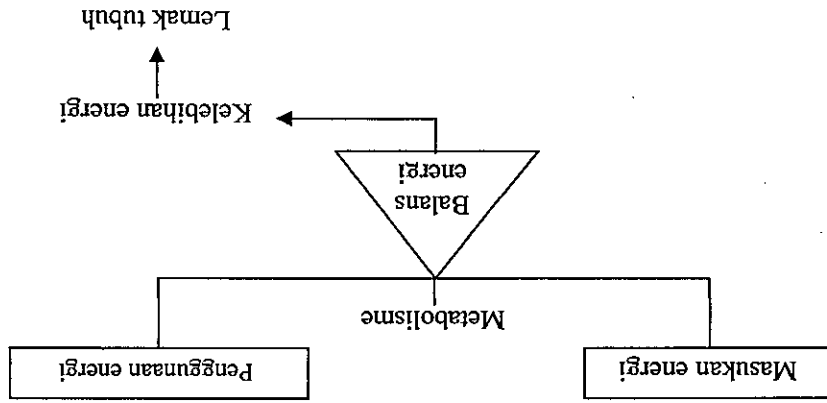 Masukan energi
Penggunaan energi
Metabolisme
Balans
energi
Kelebihan energi
Lemak tubuh